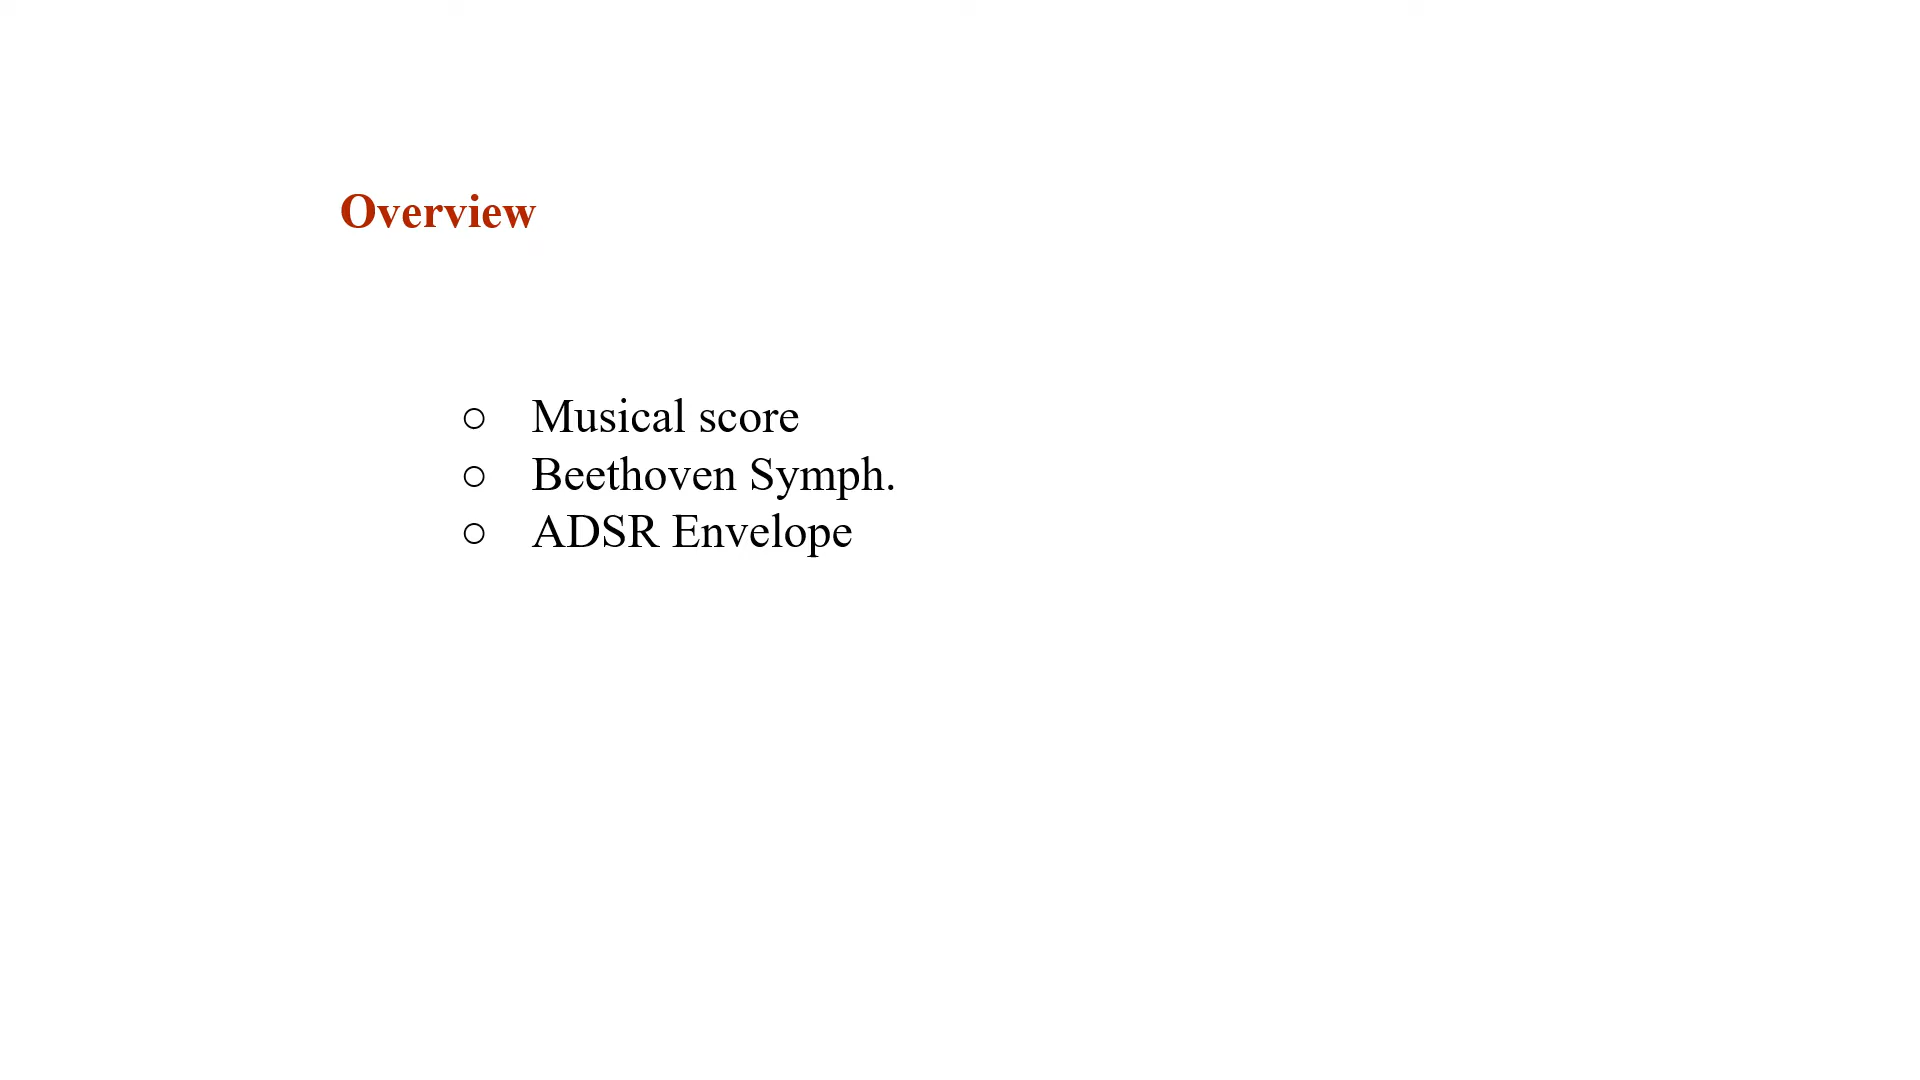 Overview
○ Musical score
○ Beethoven Symph.
○ ADSR Envelope